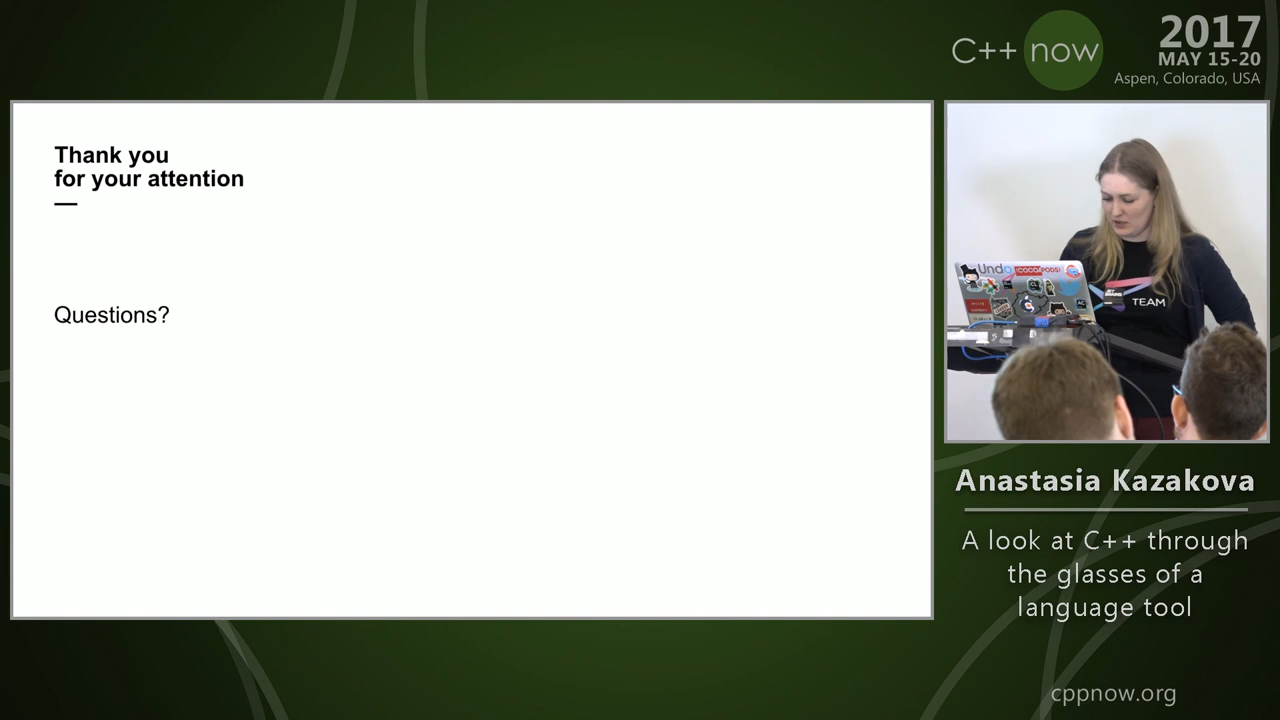 C++ now
2017
MAY 15-20
Aspen, Colorado, USA
Thank you
for your attention
Questions?
Undo
TEAM
Anastasia Kazakova
A look at C++ through
the glasses of a
language tool
cppnow.org